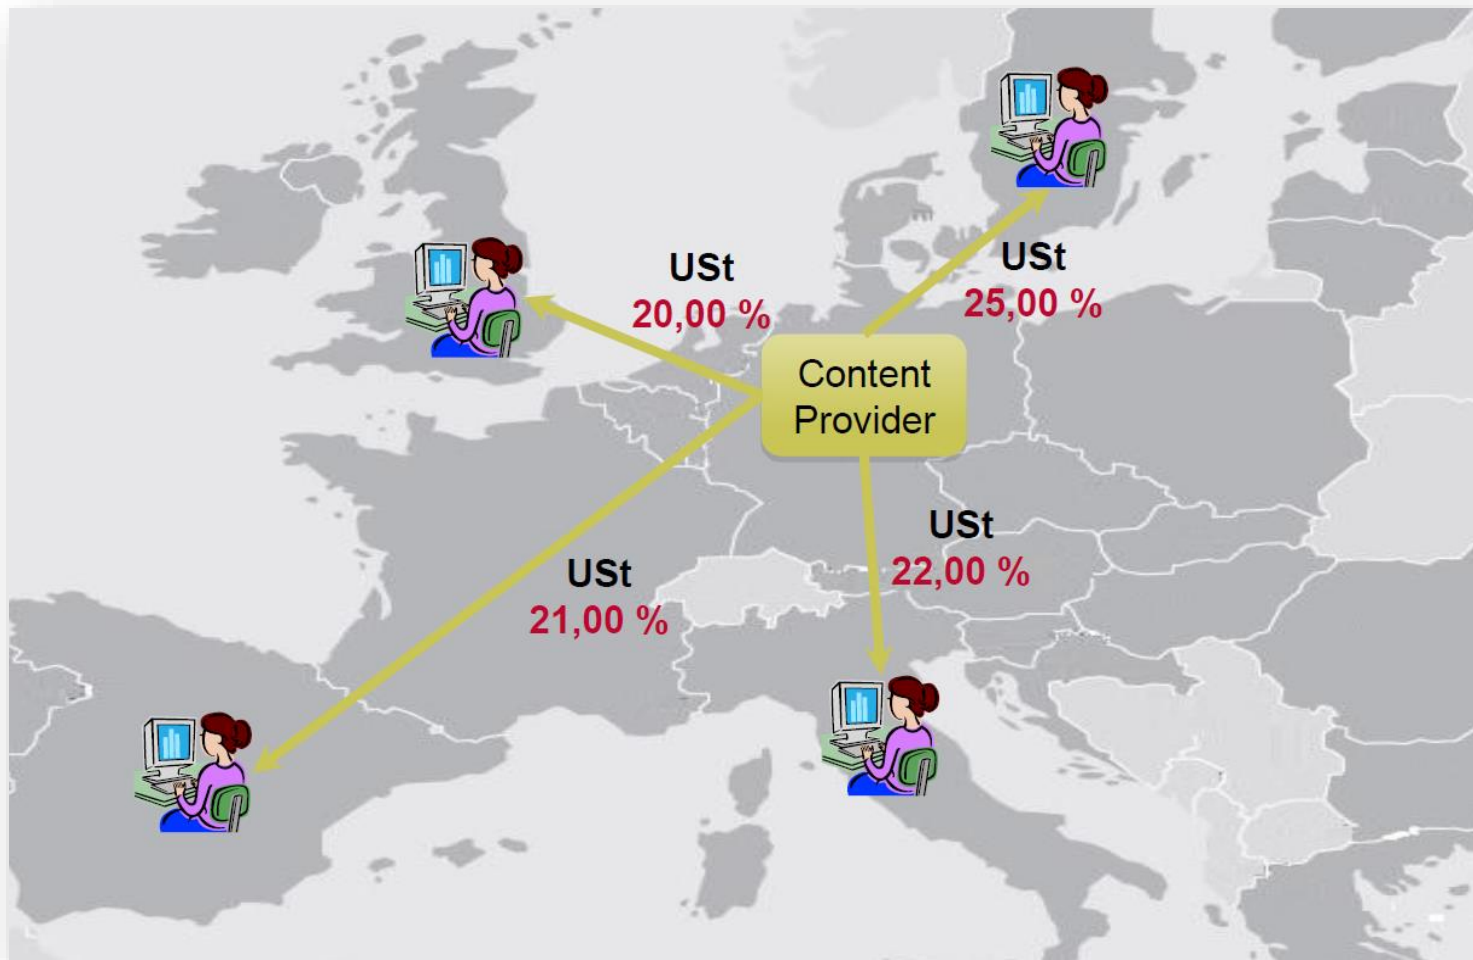 USt
25,00 %
USt
20,00 %
Content
Provider
USt
22,00 %
USt
21,00 %